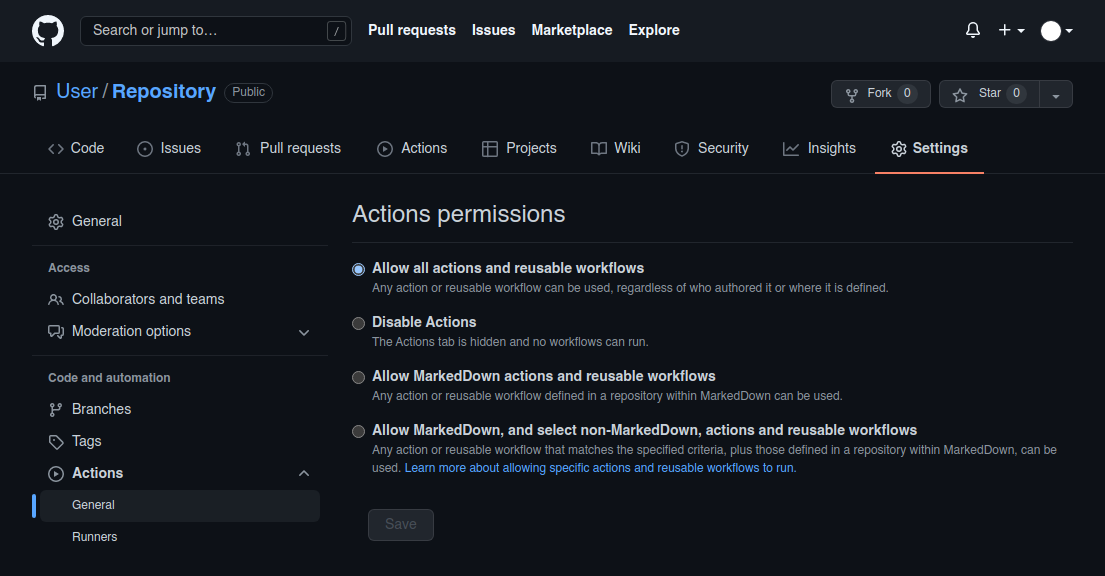 Search or jump to… / Pull requests Issues Marketplace Explore
User / Repository Public Fork 0 Star 0
Code Issues Pull requests Actions Projects Wiki Security Insights Settings
General
Access
Collaborators and teams
Moderation options
Code and automation
Branches
Tags
Actions
General
Runners
Actions permissions
Allow all actions and reusable workflows
Any action or reusable workflow can be used, regardless of who authored it or where it is defined.
Disable Actions
The Actions tab is hidden and no workflows can run.
Allow MarkedDown actions and reusable workflows
Any action or reusable workflow defined in a repository within MarkedDown can be used.
Allow MarkedDown, and select non-MarkedDown, actions and reusable workflows
Any action or reusable workflow that matches the specified criteria, plus those defined in a repository within MarkedDown, can be
used. Learn more about allowing specific actions and reusable workflows to run.
Save